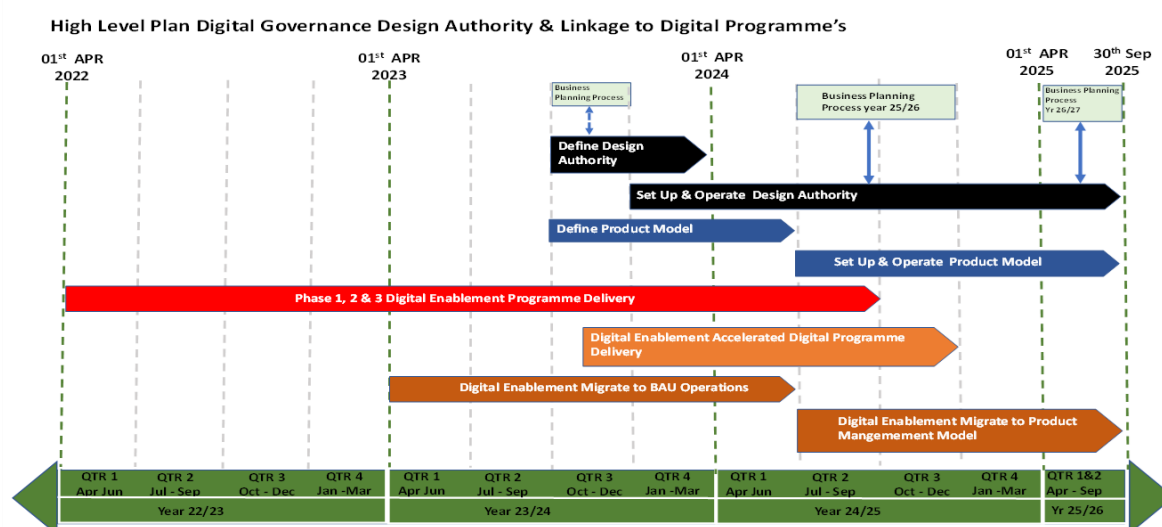 High Level Plan Digital Governance Design Authority & Linkage to Digital Programme's
01st APR
2022
01st APR
2023
01st APR
2024
01st APR
2025
30th Sep
2025
Business
Planning Process
Business Planning
Process year 25/26
Business Planning
Process
Yr 26/27
Define Design
Authority
Set Up & Operate Design Authority
Define Product Model
Set Up & Operate Product Model
Phase 1, 2 & 3 Digital Enablement Programme Delivery
Digital Enablement Accelerated Digital Programme
Delivery
Digital Enablement Migrate to BAU Operations
Digital Enablement Migrate to Product
Mangemement Model
QTR 1
Apr Jun
QTR 2
Jul - Sep
QTR 3
Oct - Dec
QTR 4
Jan -Mar
QTR 1
Apr Jun
QTR 2
Jul - Sep
QTR 3
Oct - Dec
QTR 4
Jan -Mar
QTR 1
Apr Jun
QTR 2
Jul - Sep
QTR 3
Oct - Dec
QTR 4
Jan -Mar
QTR 1&2
Apr - Sep
Year 22/23
Year 23/24
Year 24/25
Yr 25/26